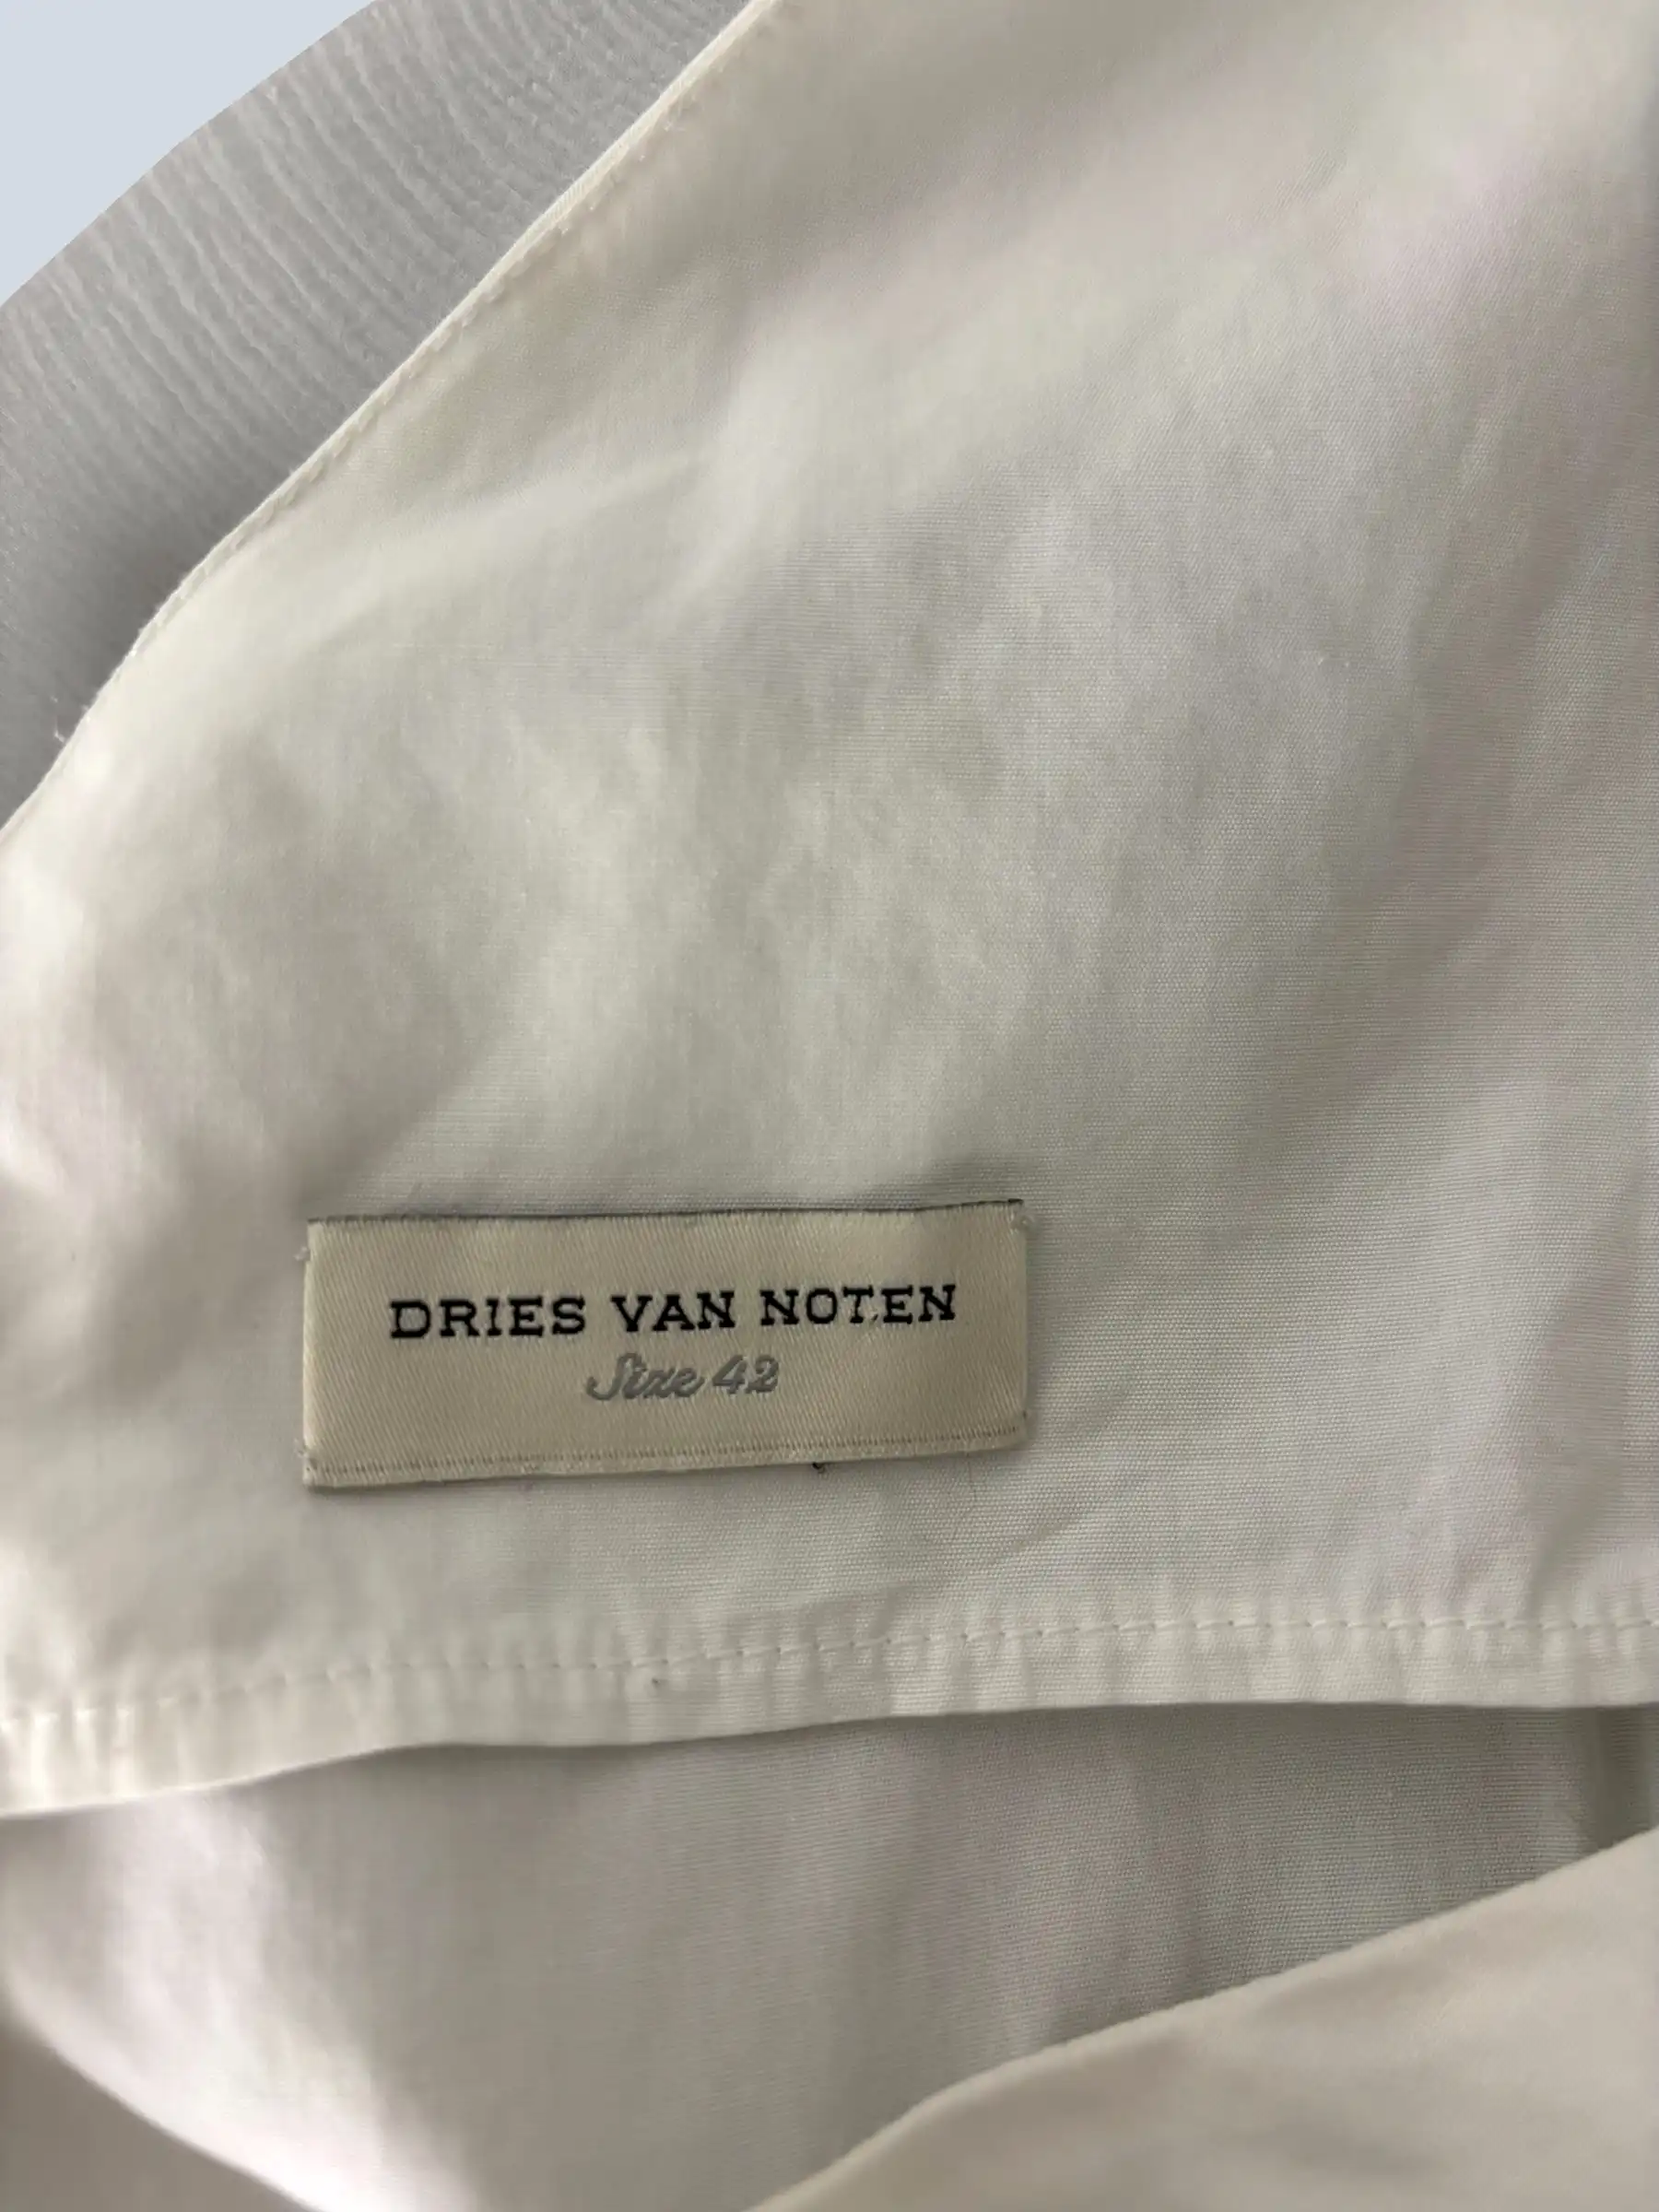 DRIES VAN NOTEN
Size 42